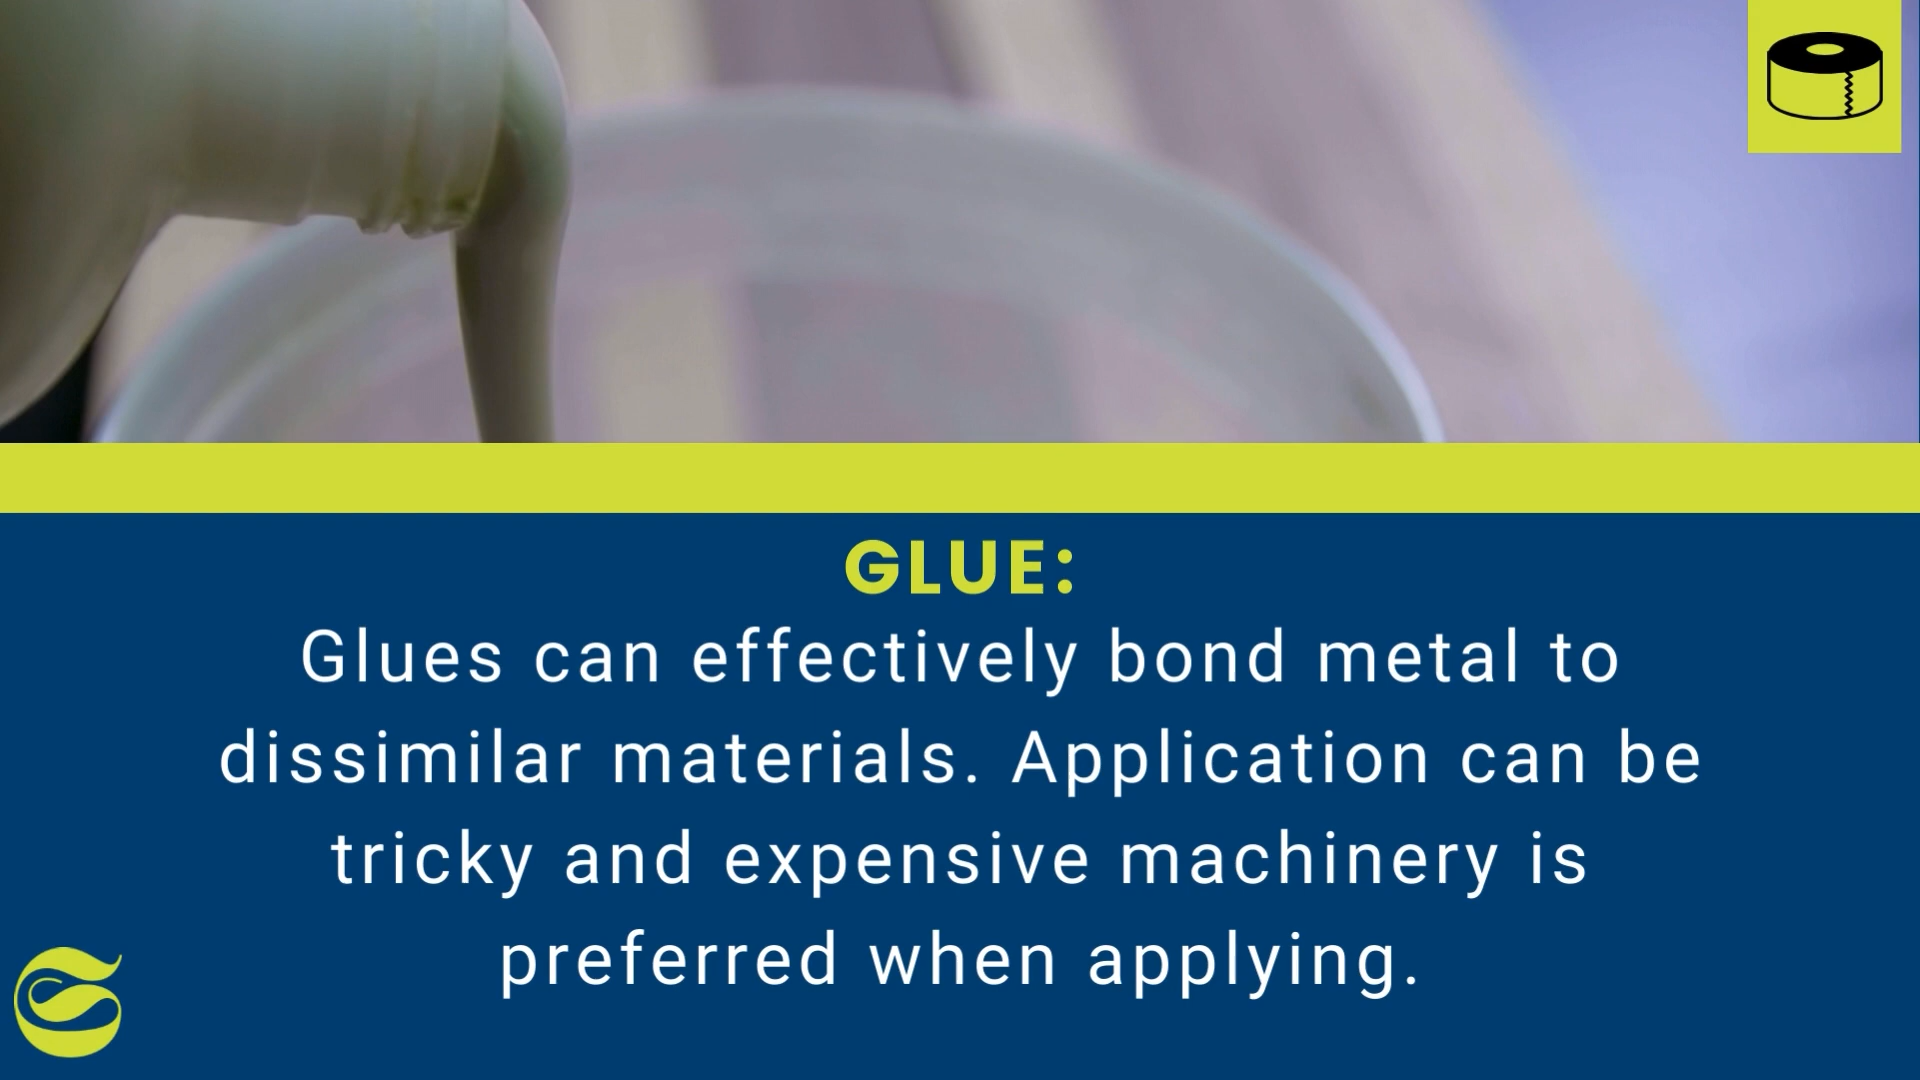 GLUE:
Glues can effectively bond metal to
dissimilar materials. Application can be
tricky and expensive machinery is
preferred when applying.